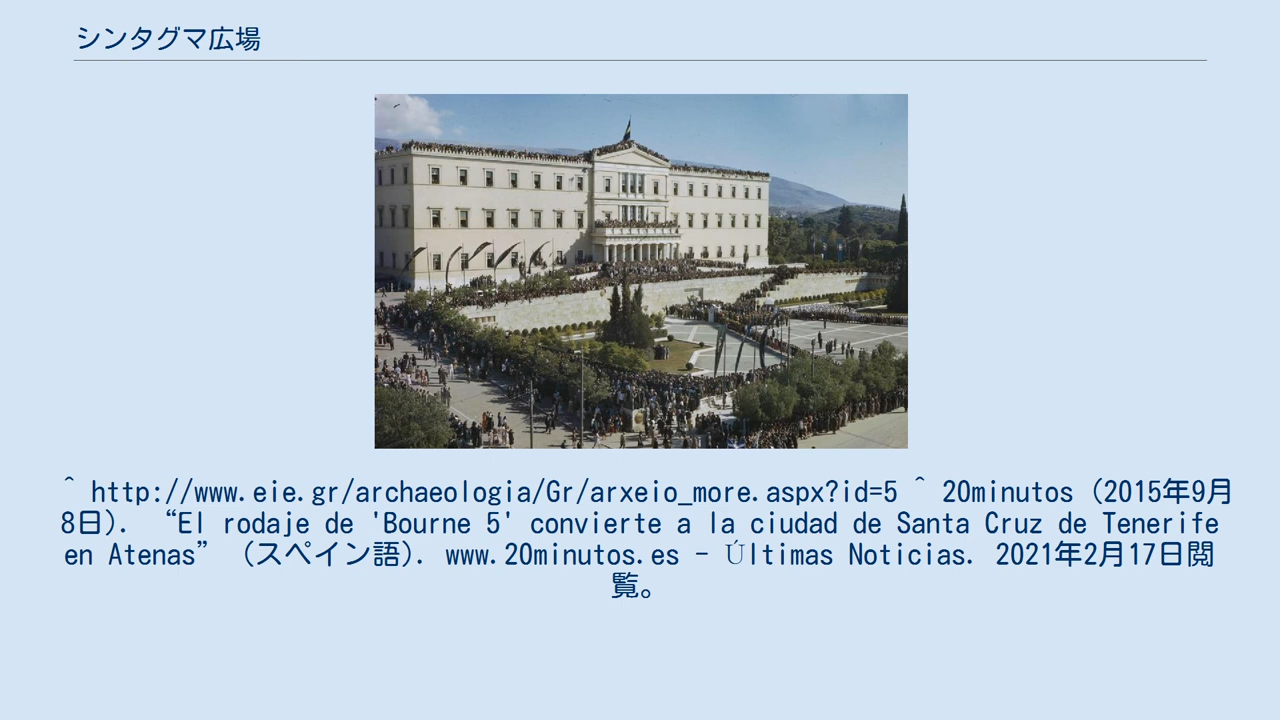 シンタグマ広場
^ http://www.eie.gr/archaeologia/Gr/arxeio_more.aspx?id=5 ^ 20minutos (2015年9月
8日). “El rodaje de 'Bourne 5' convierte a la ciudad de Santa Cruz de Tenerife
en Atenas” (スペイン語). www.20minutos.es - Últimas Noticias. 2021年2月17日閲
覧。